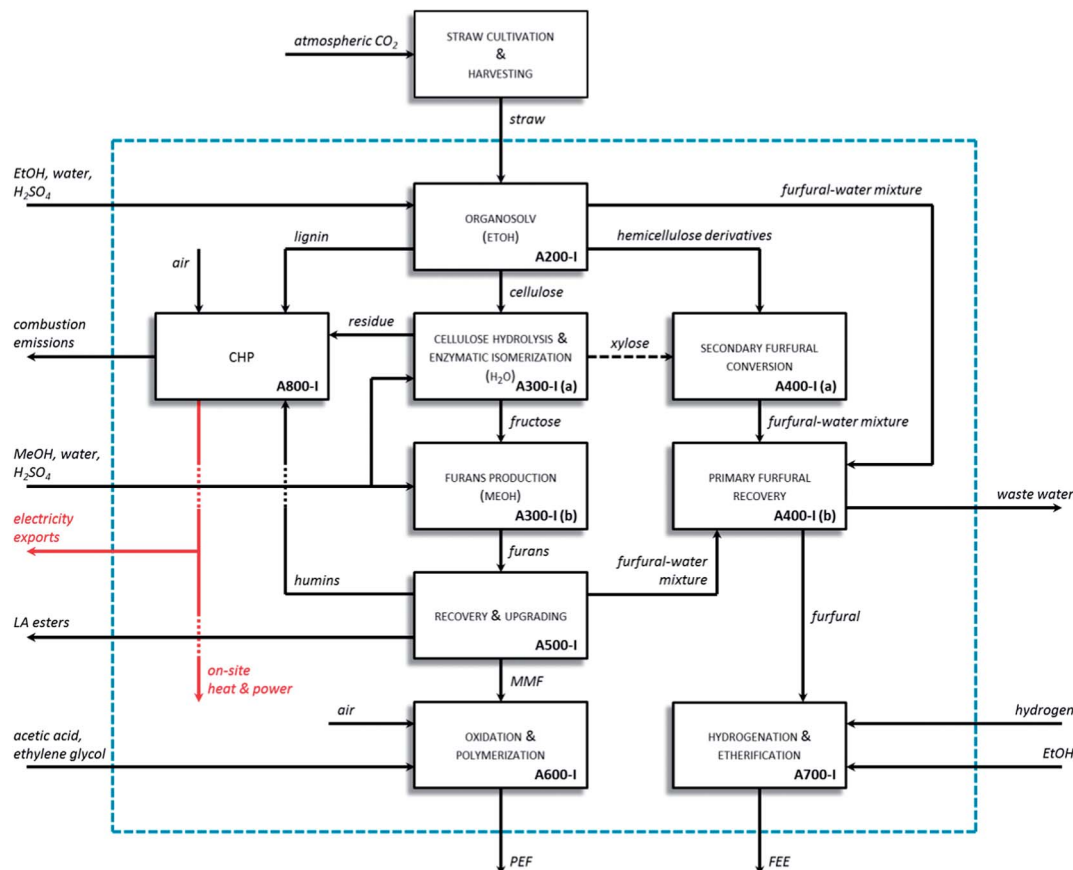 atmospheric CO2
STRAW CULTIVATION
&
HARVESTING
straw
EtOH, water,
H2SO4
furfural-water mixture
ORGANOSOLV
(ETOH)
A200-I
lignin
hemicellulose derivatives
air
cellulose
combustion
emissions
CHP
A800-I
residue
CELLULOSE HYDROLYSIS &
ENZYMATIC ISOMERIZATION
(H2O)
A300-I (a)
xylose
SECONDARY FURFURAL
CONVERSION
A400-I (a)
fructose
furfural-water mixture
MeOH, water,
H2SO4
FURANS PRODUCTION
(MEOH)
A300-I (b)
PRIMARY FURFURAL
RECOVERY
A400-I (b)
waste water
electricity
exports
furans
humins
furfural-water
mixture
RECOVERY & UPGRADING
A500-I
LA esters
furfural
on-site
heat & power
MMF
air
acetic acid,
ethylene glycol
OXIDATION &
POLYMERIZATION
A600-I
HYDROGENATION &
ETHERIFICATION
A700-I
hydrogen
EtOH
PEF
FEE